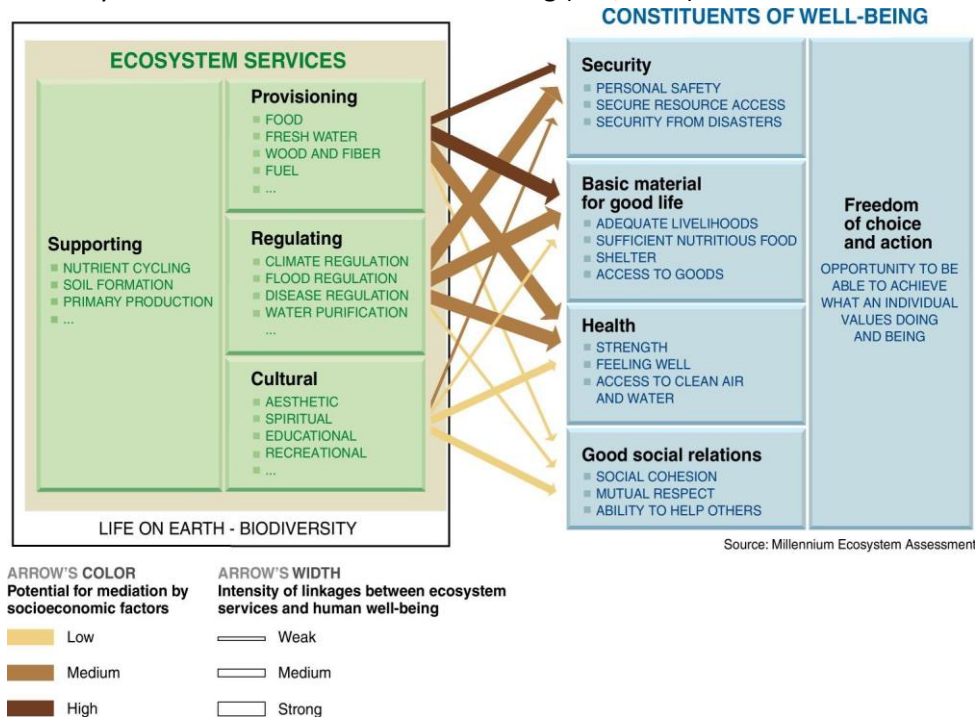 CONSTITUENTS OF WELL-BEING
ECOSYSTEM SERVICES
Supporting
NUTRIENT CYCLING
SOIL FORMATION
PRIMARY PRODUCTION
...
Provisioning
FOOD
FRESH WATER
WOOD AND FIBER
FUEL
...
Regulating
CLIMATE REGULATION
FLOOD REGULATION
DISEASE REGULATION
WATER PURIFICATION
...
Cultural
AESTHETIC
SPIRITUAL
EDUCATIONAL
RECREATIONAL
...
LIFE ON EARTH - BIODIVERSITY
Security
PERSONAL SAFETY
SECURE RESOURCE ACCESS
SECURITY FROM DISASTERS
Basic material
for good life
ADEQUATE LIVELIHOODS
SUFFICIENT NUTRITIOUS FOOD
SHELTER
ACCESS TO GOODS
Health
STRENGTH
FEELING WELL
ACCESS TO CLEAN AIR
AND WATER
Good social relations
SOCIAL COHESION
MUTUAL RESPECT
ABILITY TO HELP OTHERS
Freedom
of choice
and action
OPPORTUNITY TO BE
ABLE TO ACHIEVE
WHAT AN INDIVIDUAL
VALUES DOING
AND BEING
Source: Millennium Ecosystem Assessment
ARROW'S COLOR
Potential for mediation by
socioeconomic factors
Low
Medium
High
ARROW'S WIDTH
Intensity of linkages between ecosystem
services and human well-being
Weak
Medium
Strong